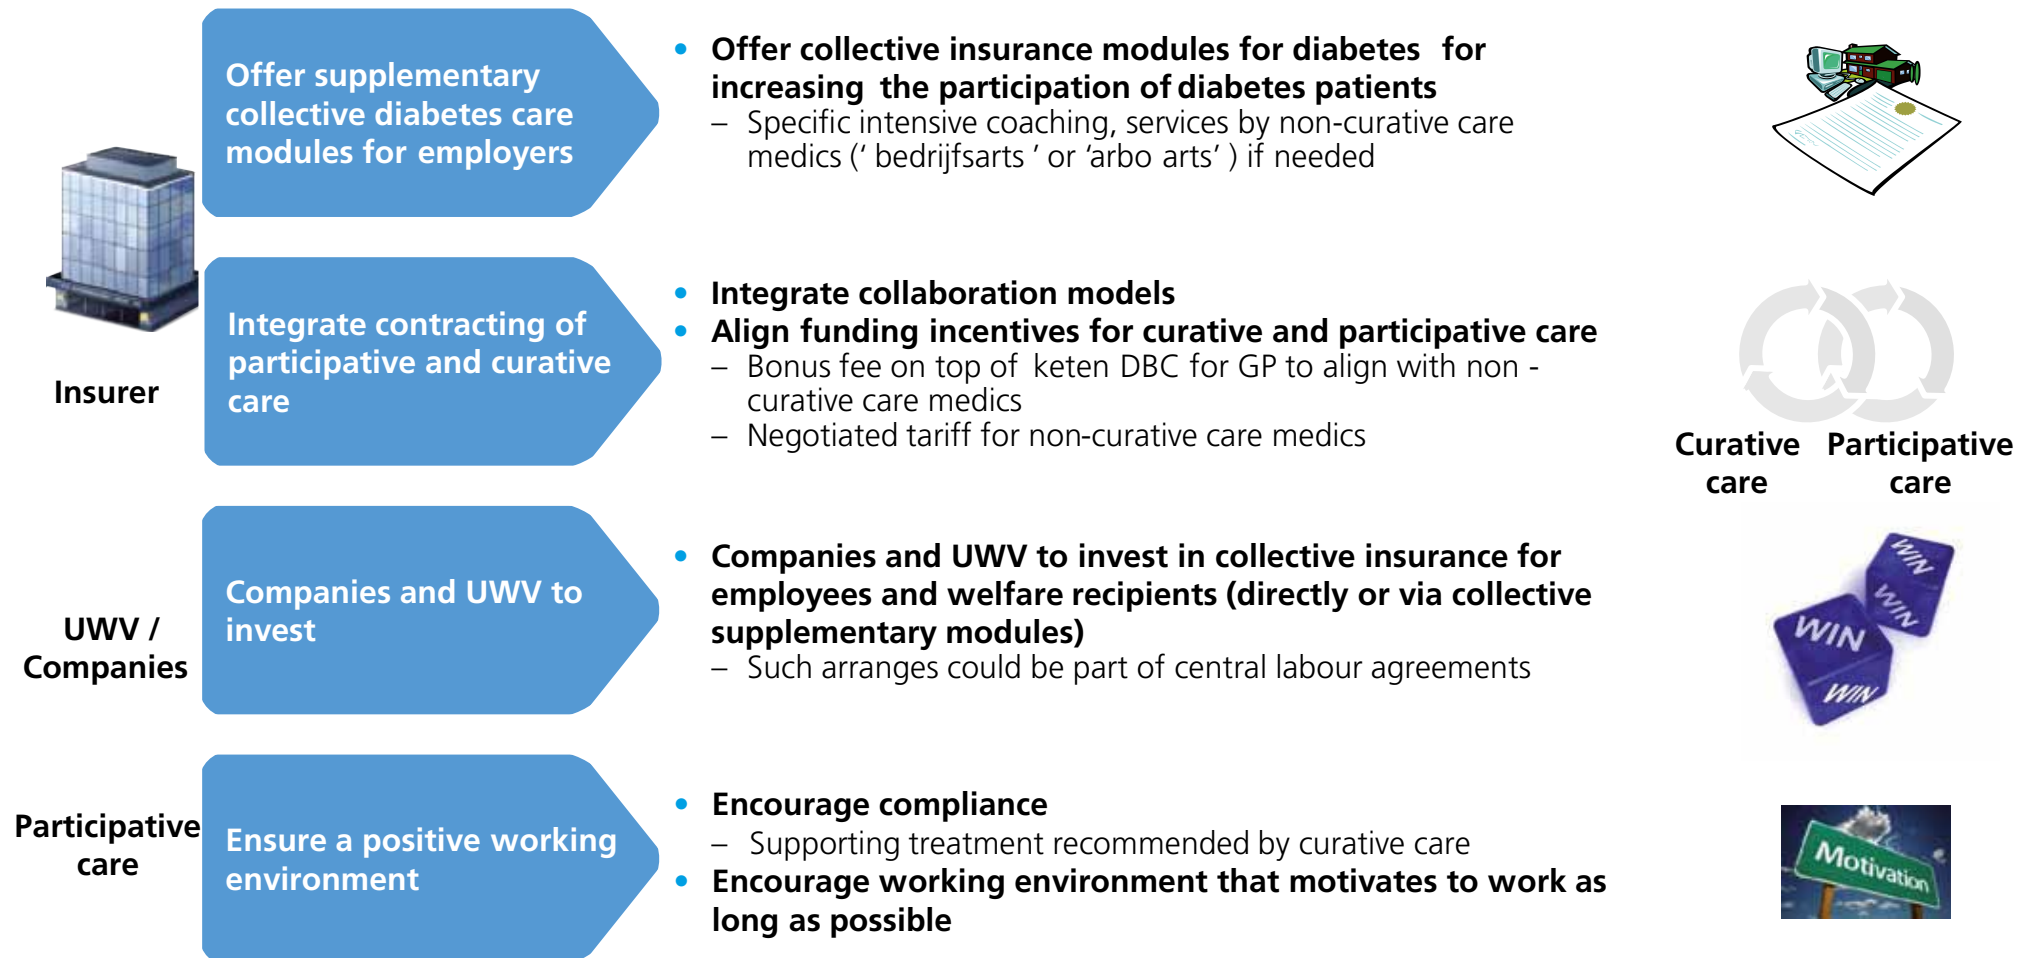 Offer supplementary
collective diabetes care
modules for employers
• Offer collective insurance modules for diabetes for
increasing the participation of diabetes patients
– Specific intensive coaching, services by non-curative care
medics (‘ bedrijfsarts ’ or ‘arbo arts’ ) if needed
Insurer
Integrate contracting of
participative and curative
care
• Integrate collaboration models
• Align funding incentives for curative and participative care
– Bonus fee on top of keten DBC for GP to align with non -
curative care medics
– Negotiated tariff for non-curative care medics
Curative care
Participative care
UWV /
Companies
Companies and UWV to
invest
• Companies and UWV to invest in collective insurance for
employees and welfare recipients (directly or via collective
supplementary modules)
– Such arranges could be part of central labour agreements
WIN
WIN
WIN
WIN
Participative
care
Ensure a positive working
environment
• Encourage compliance
– Supporting treatment recommended by curative care
• Encourage working environment that motivates to work as
long as possible
Motivation